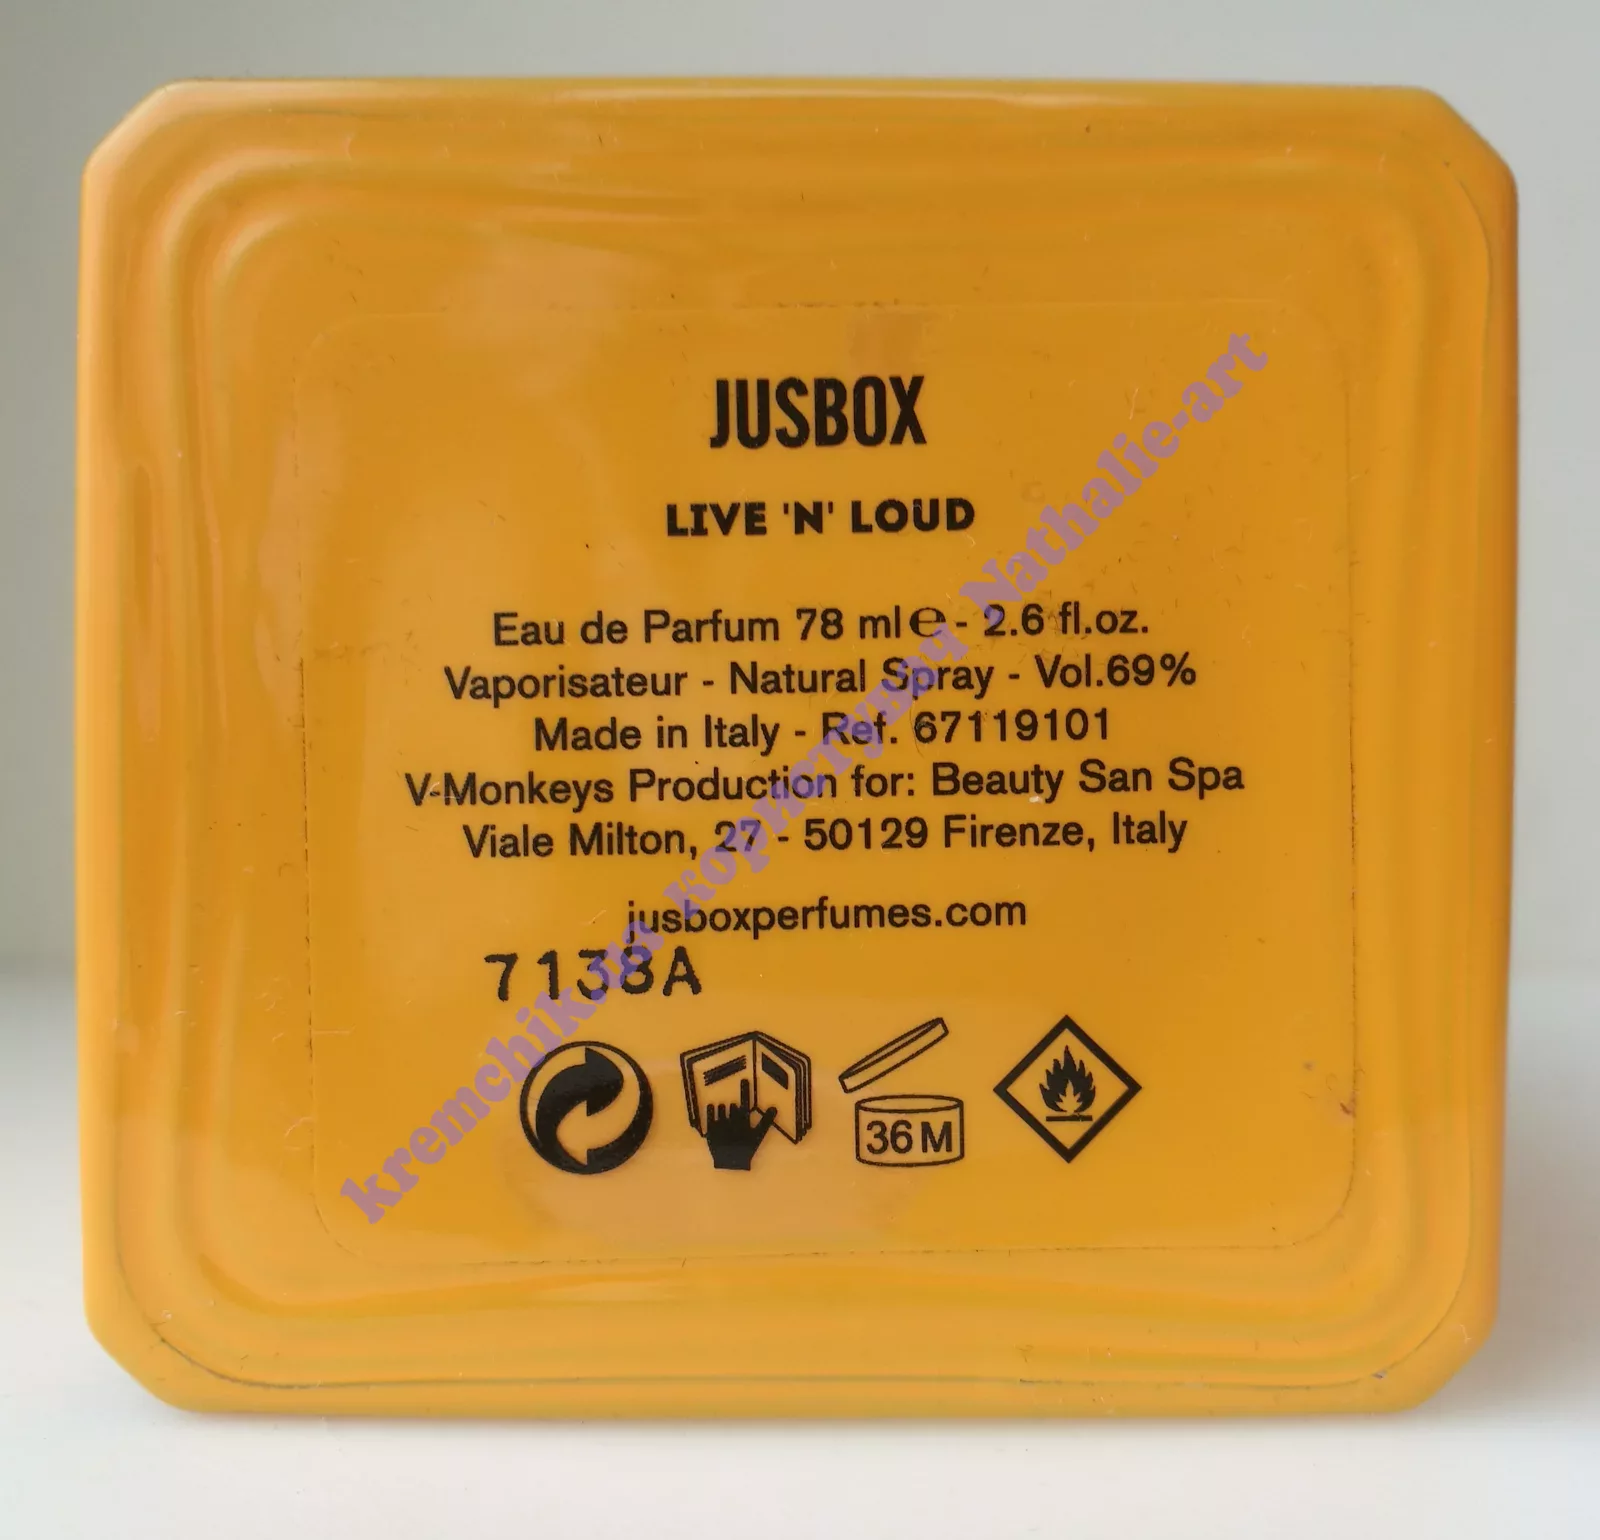 JUSBOX
LIVE 'N' LOUD
Eau de Parfum 78 ml ℮ - 2.6 fl.oz.
Vaporisateur - Natural Spray - Vol.69%
Made in Italy - Ref. 67119101
V-Monkeys Production for: Beauty San Spa
Viale Milton, 27 - 50129 Firenze, Italy
jusboxperfumes.com
7138A
36M
kremchik.ua Nathalie-art